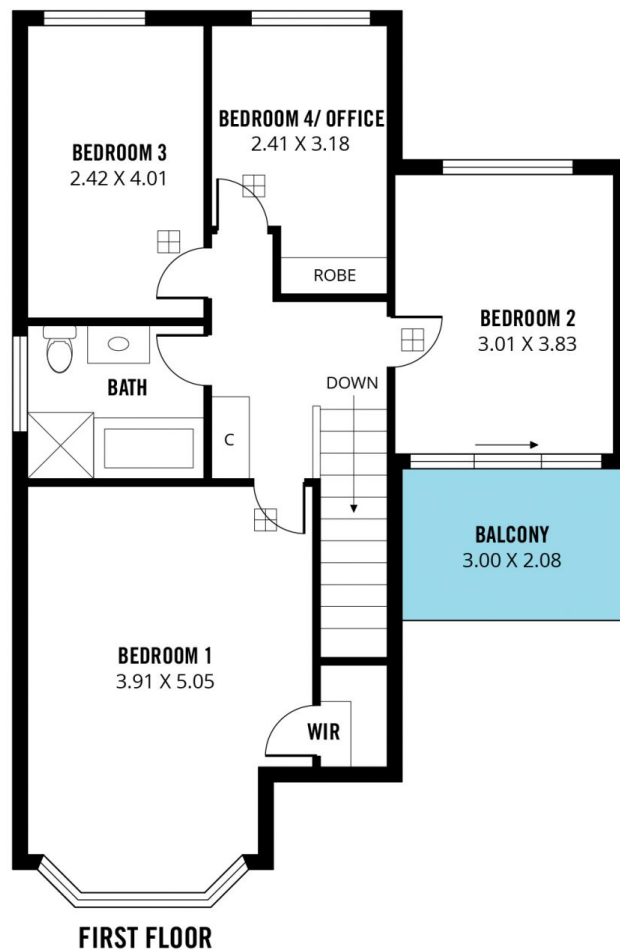 BEDROOM 3
2.42 X 4.01
BEDROOM 4/ OFFICE
2.41 X 3.18
ROBE
BEDROOM 2
3.01 X 3.83
BATH
DOWN
C
BALCONY
3.00 X 2.08
BEDROOM 1
3.91 X 5.05
WIR
FIRST FLOOR